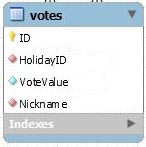 votes
ID
HolidayID
VoteValue
Nickname
Indexes